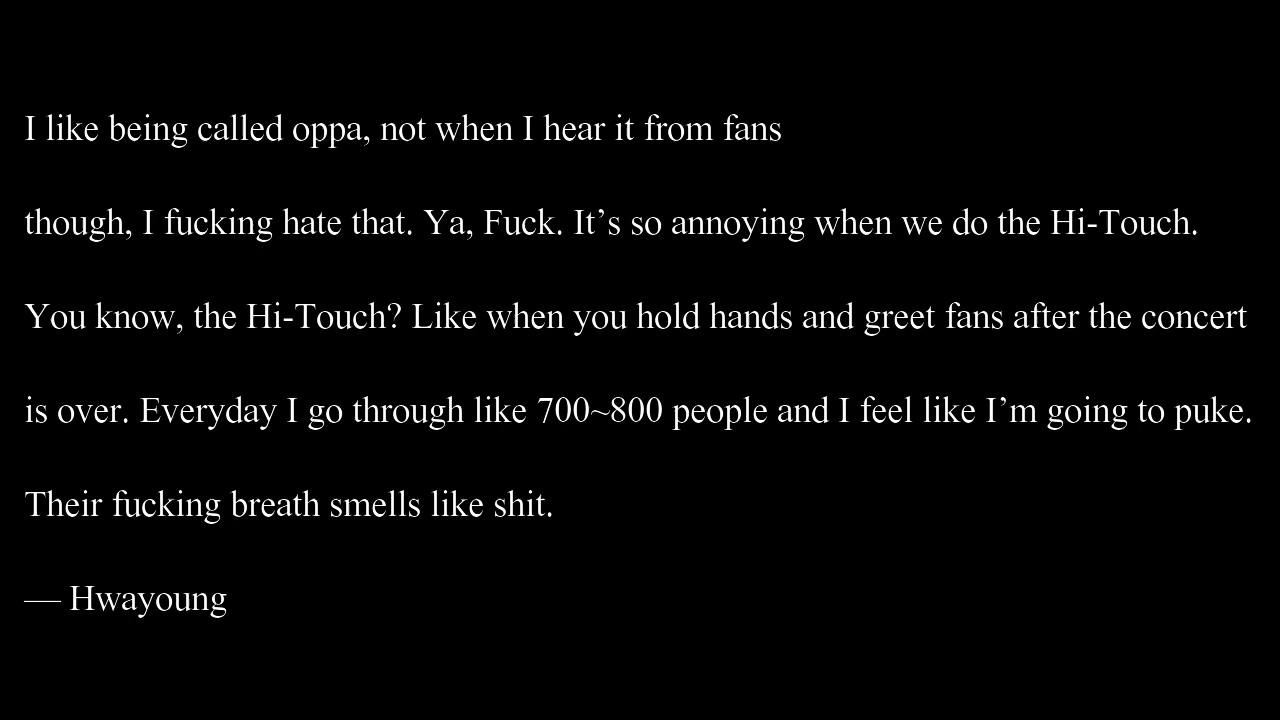 I like being called oppa, not when I hear it from fans
though, I fucking hate that. Ya, Fuck. It’s so annoying when we do the Hi-Touch.
You know, the Hi-Touch? Like when you hold hands and greet fans after the concert
is over. Everyday I go through like 700~800 people and I feel like I’m going to puke.
Their fucking breath smells like shit.
— Hwayoung